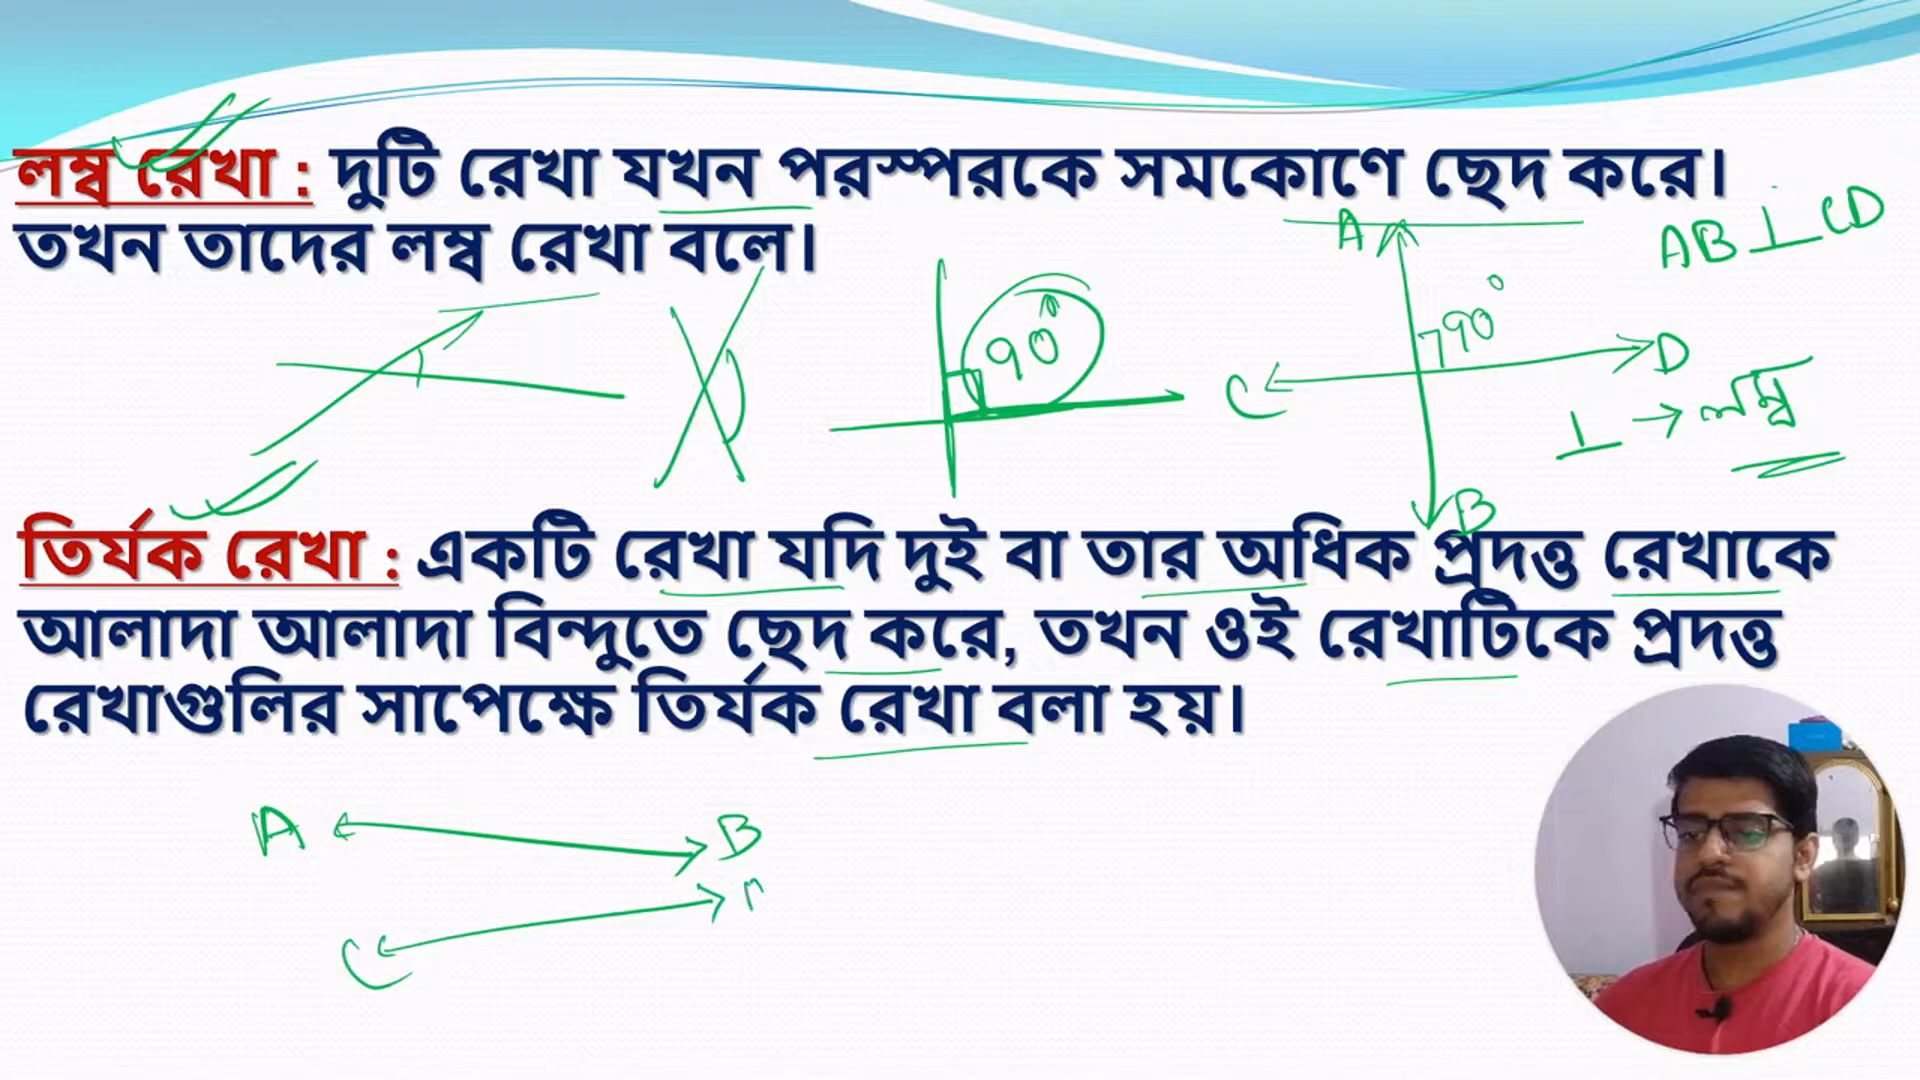 লম্ব রেখা : দুটি রেখা যখন পরস্পরকে সমকোণে ছেদ করে।
তখন তাদের লম্ব রেখা বলে।
A
AB ⊥ CD
90°
90°
C
D
⊥ → লম্ব
B
তির্যক রেখা : একটি রেখা যদি দুই বা তার অধিক প্রদত্ত রেখাকে
আলাদা আলাদা বিন্দুতে ছেদ করে, তখন ওই রেখাটিকে প্রদত্ত
রেখাগুলির সাপেক্ষে তির্যক রেখা বলা হয়।
A
B
C